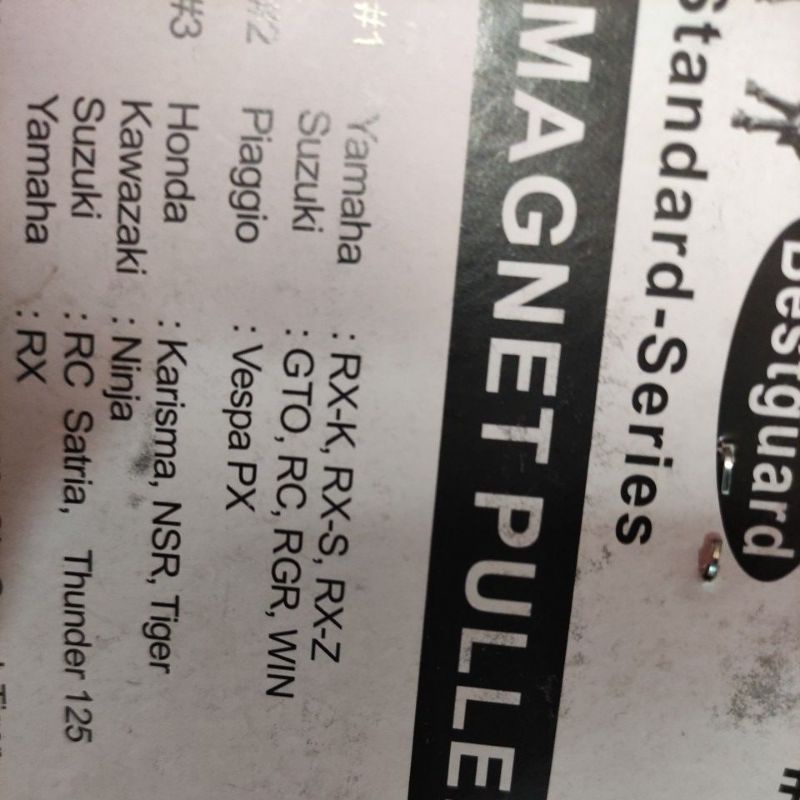 Bestguard
Standard-Series
MAGNET PULLE
#1 Yamaha : RX-K, RX-S, RX-Z
Suzuki : GTO, RC, RGR, WIN
#2 Piaggio : Vespa PX
#3 Honda : Karisma, NSR, Tiger
Kawazaki : Ninja
Suzuki : RC Satria, Thunder 125
Yamaha : RX